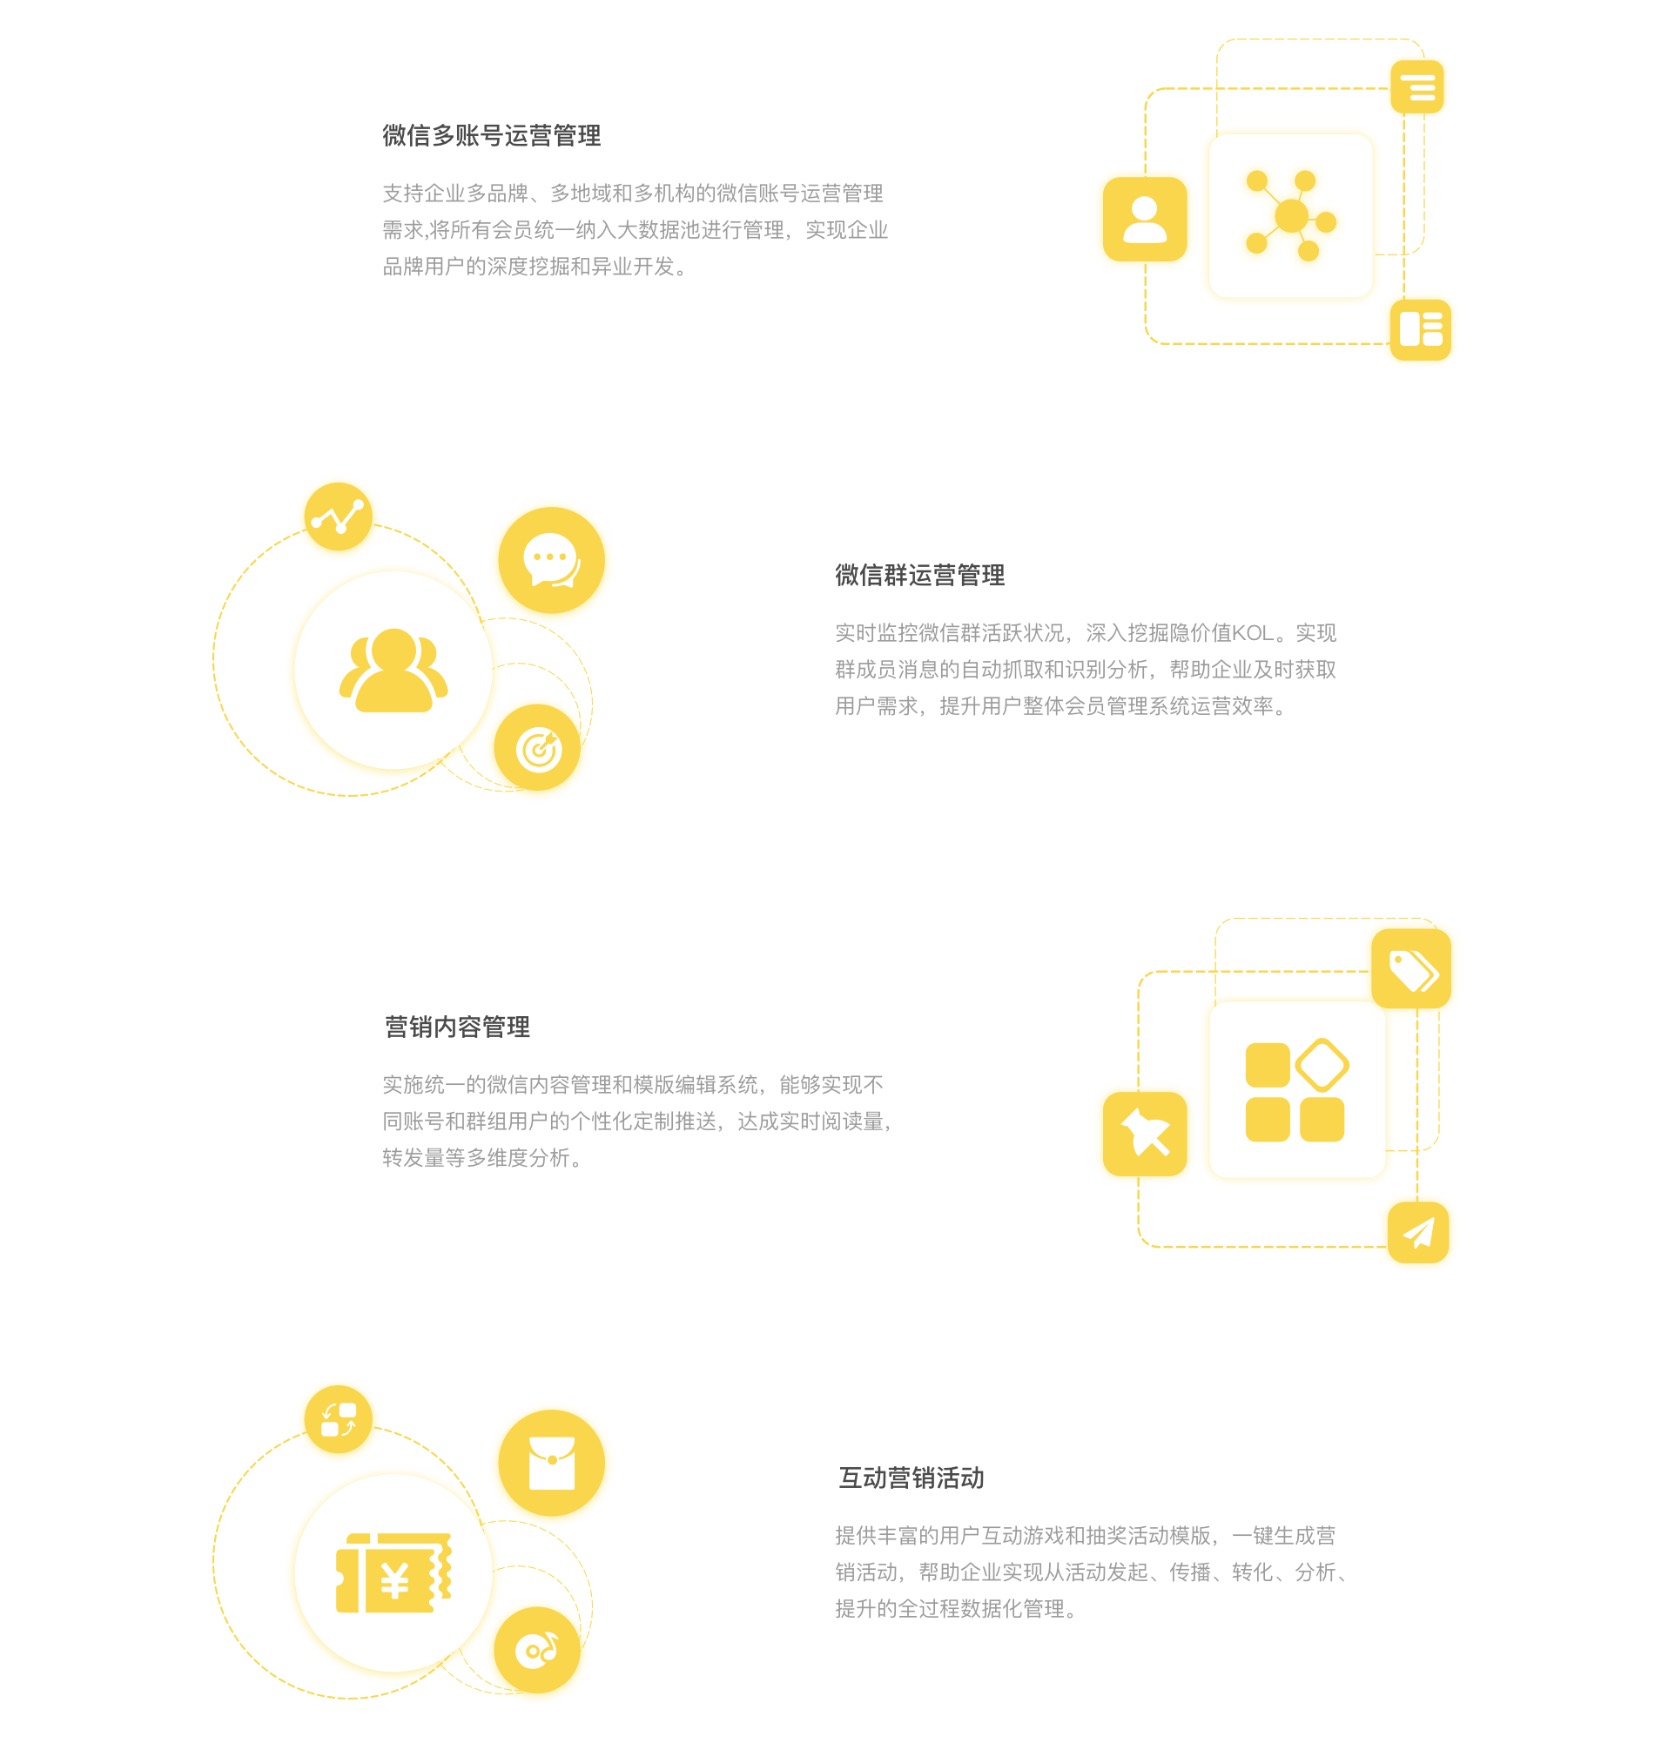 微信多账号运营管理
支持企业多品牌、多地域和多机构的微信账号运营管理
需求,将所有会员统一纳入大数据池进行管理，实现企业
品牌用户的深度挖掘和异业开发。
微信群运营管理
实时监控微信群活跃状况，深入挖掘隐价值KOL。实现
群成员消息的自动抓取和识别分析，帮助企业及时获取
用户需求，提升用户整体会员管理系统运营效率。
营销内容管理
实施统一的微信内容管理和模版编辑系统，能够实现不
同账号和群组用户的个性化定制推送，达成实时阅读量，
转发量等多维度分析。
互动营销活动
提供丰富的用户互动游戏和抽奖活动模版，一键生成营
销活动，帮助企业实现从活动发起、传播、转化、分析、
提升的全过程数据化管理。
¥